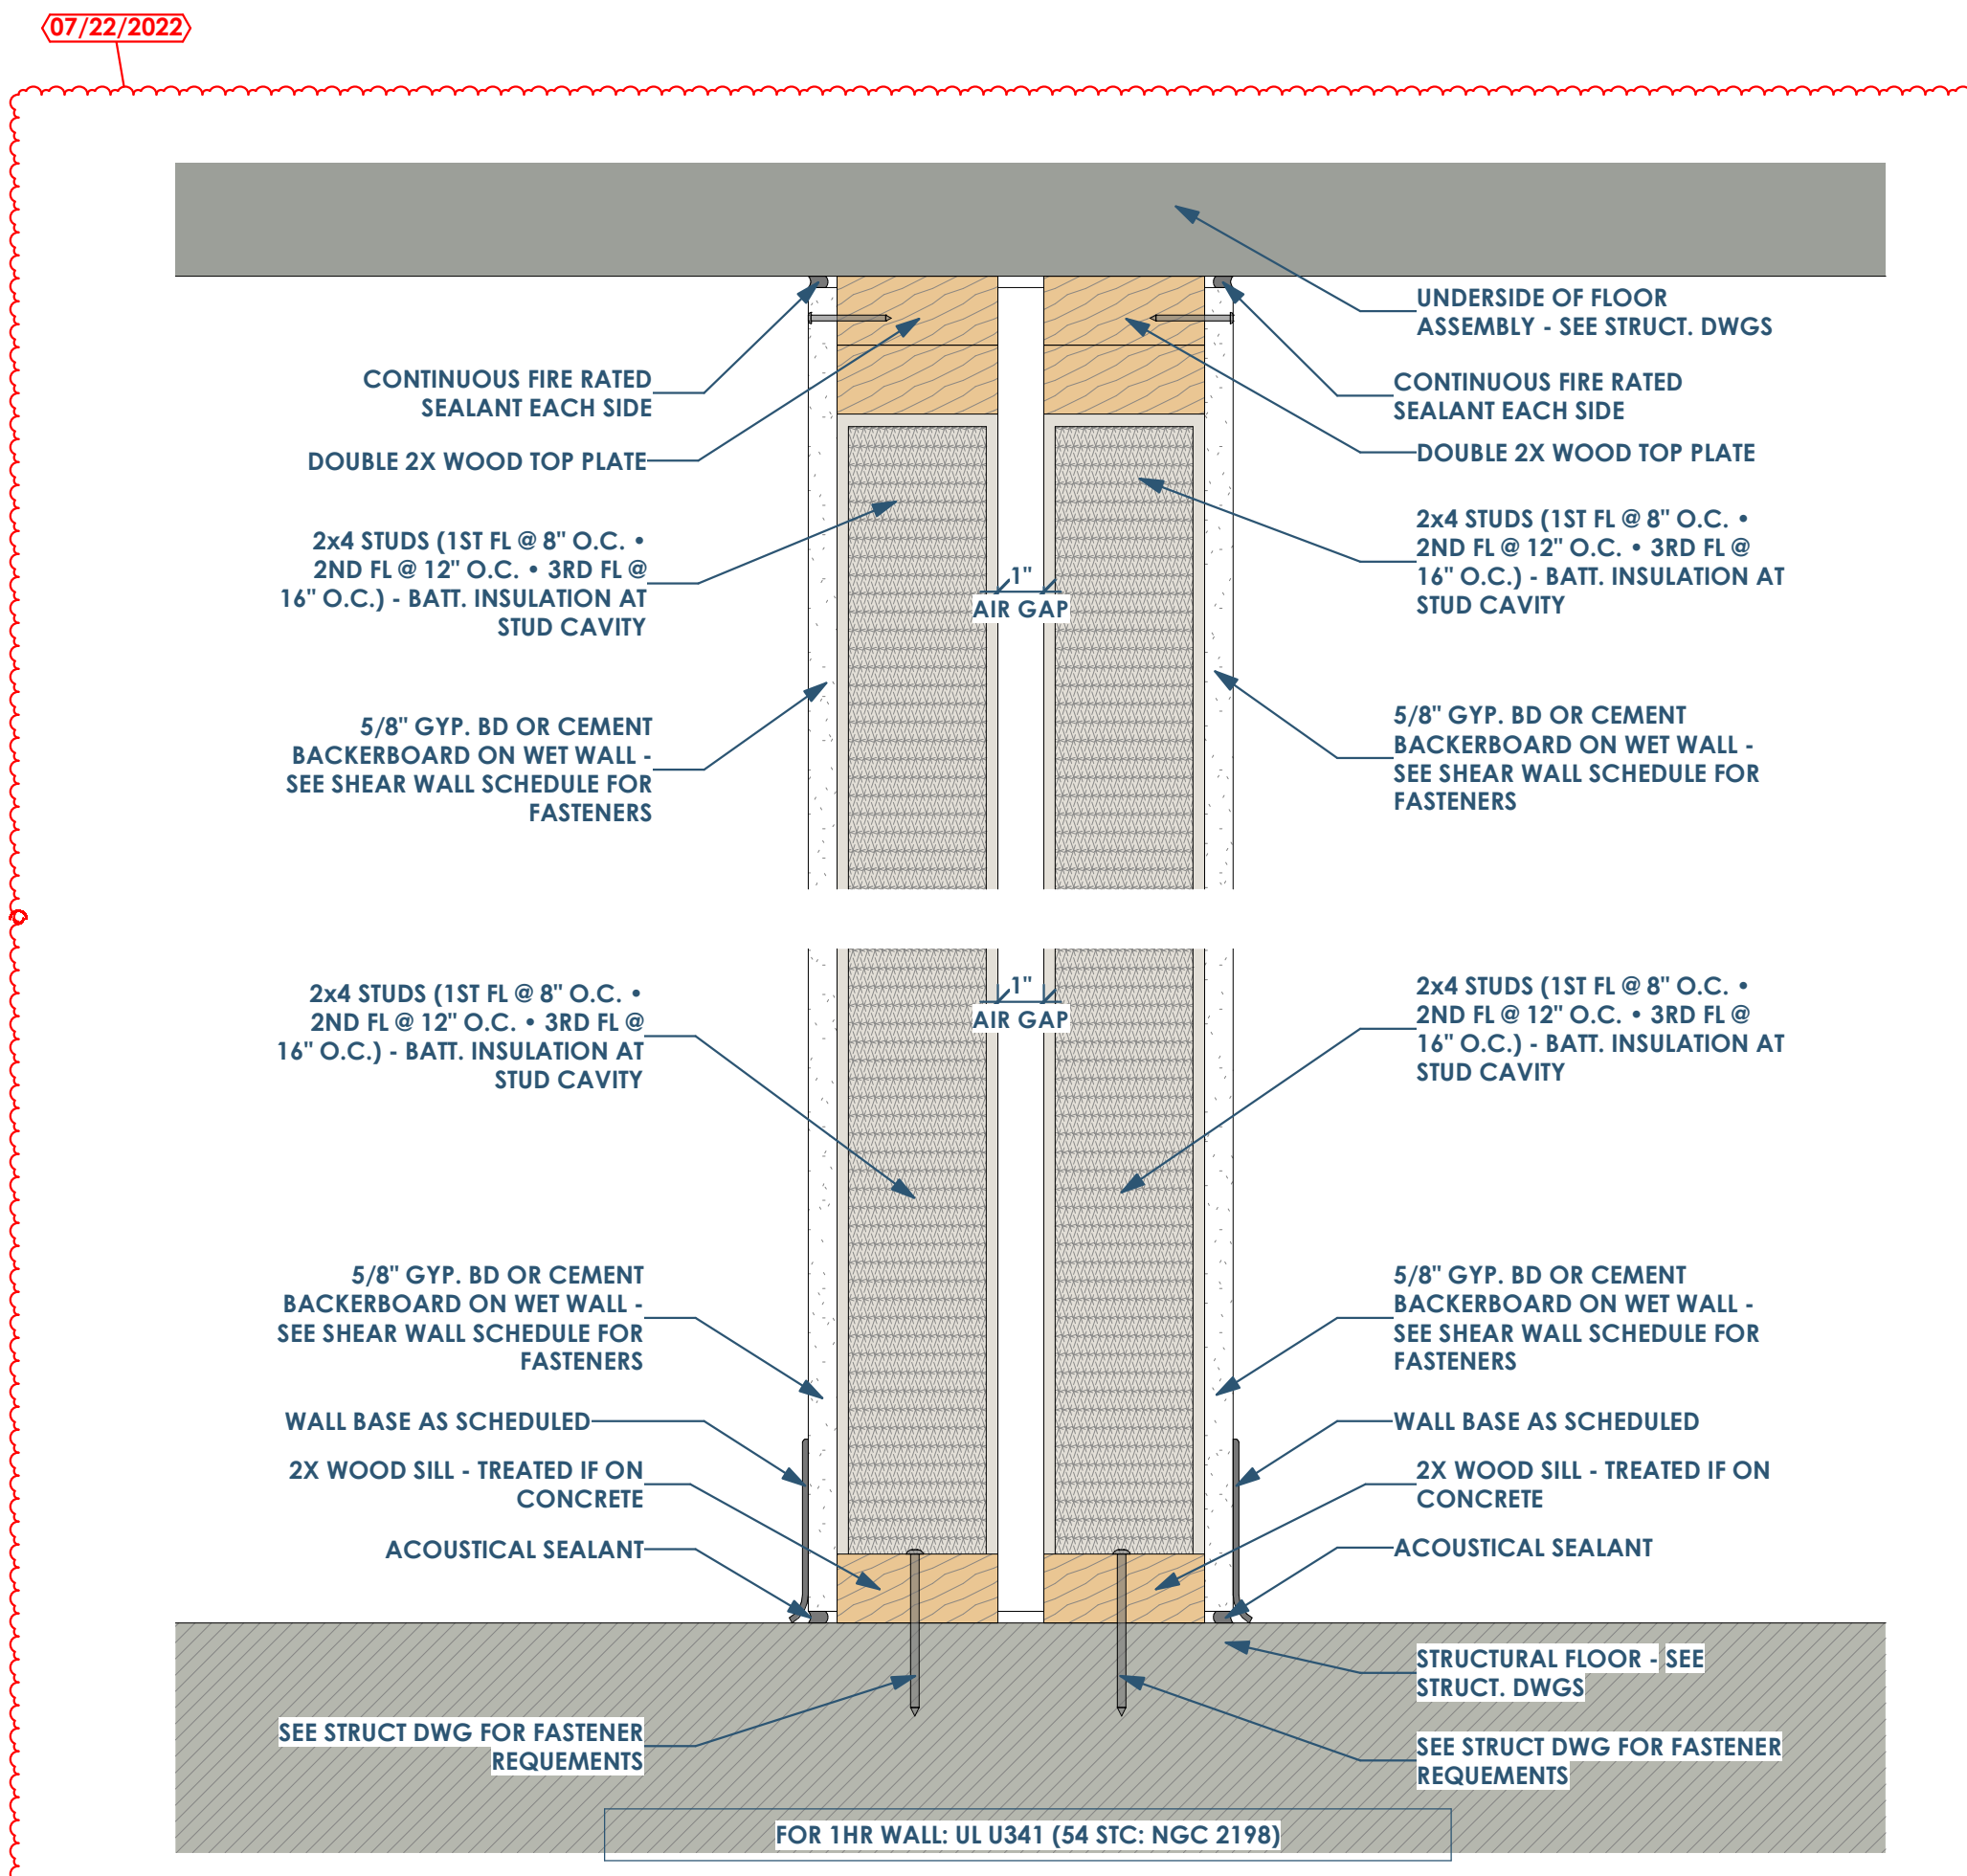 07/22/2022
UNDERSIDE OF FLOOR
ASSEMBLY - SEE STRUCT. DWGS
CONTINUOUS FIRE RATED
SEALANT EACH SIDE
CONTINUOUS FIRE RATED
SEALANT EACH SIDE
DOUBLE 2X WOOD TOP PLATE
DOUBLE 2X WOOD TOP PLATE
2x4 STUDS (1ST FL @ 8" O.C. •
2ND FL @ 12" O.C. • 3RD FL @
16" O.C.) - BATT. INSULATION AT
STUD CAVITY
1"
AIR GAP
2x4 STUDS (1ST FL @ 8" O.C. •
2ND FL @ 12" O.C. • 3RD FL @
16" O.C.) - BATT. INSULATION AT
STUD CAVITY
5/8" GYP. BD OR CEMENT
BACKERBOARD ON WET WALL -
SEE SHEAR WALL SCHEDULE FOR
FASTENERS
5/8" GYP. BD OR CEMENT
BACKERBOARD ON WET WALL -
SEE SHEAR WALL SCHEDULE FOR
FASTENERS
2x4 STUDS (1ST FL @ 8" O.C. •
2ND FL @ 12" O.C. • 3RD FL @
16" O.C.) - BATT. INSULATION AT
STUD CAVITY
1"
AIR GAP
2x4 STUDS (1ST FL @ 8" O.C. •
2ND FL @ 12" O.C. • 3RD FL @
16" O.C.) - BATT. INSULATION AT
STUD CAVITY
5/8" GYP. BD OR CEMENT
BACKERBOARD ON WET WALL -
SEE SHEAR WALL SCHEDULE FOR
FASTENERS
5/8" GYP. BD OR CEMENT
BACKERBOARD ON WET WALL -
SEE SHEAR WALL SCHEDULE FOR
FASTENERS
WALL BASE AS SCHEDULED
WALL BASE AS SCHEDULED
2X WOOD SILL - TREATED IF ON
CONCRETE
2X WOOD SILL - TREATED IF ON
CONCRETE
ACOUSTICAL SEALANT
ACOUSTICAL SEALANT
STRUCTURAL FLOOR - SEE
STRUCT. DWGS
SEE STRUCT DWG FOR FASTENER
REQUEMENTS
SEE STRUCT DWG FOR FASTENER
REQUEMENTS
FOR 1HR WALL: UL U341 (54 STC: NGC 2198)